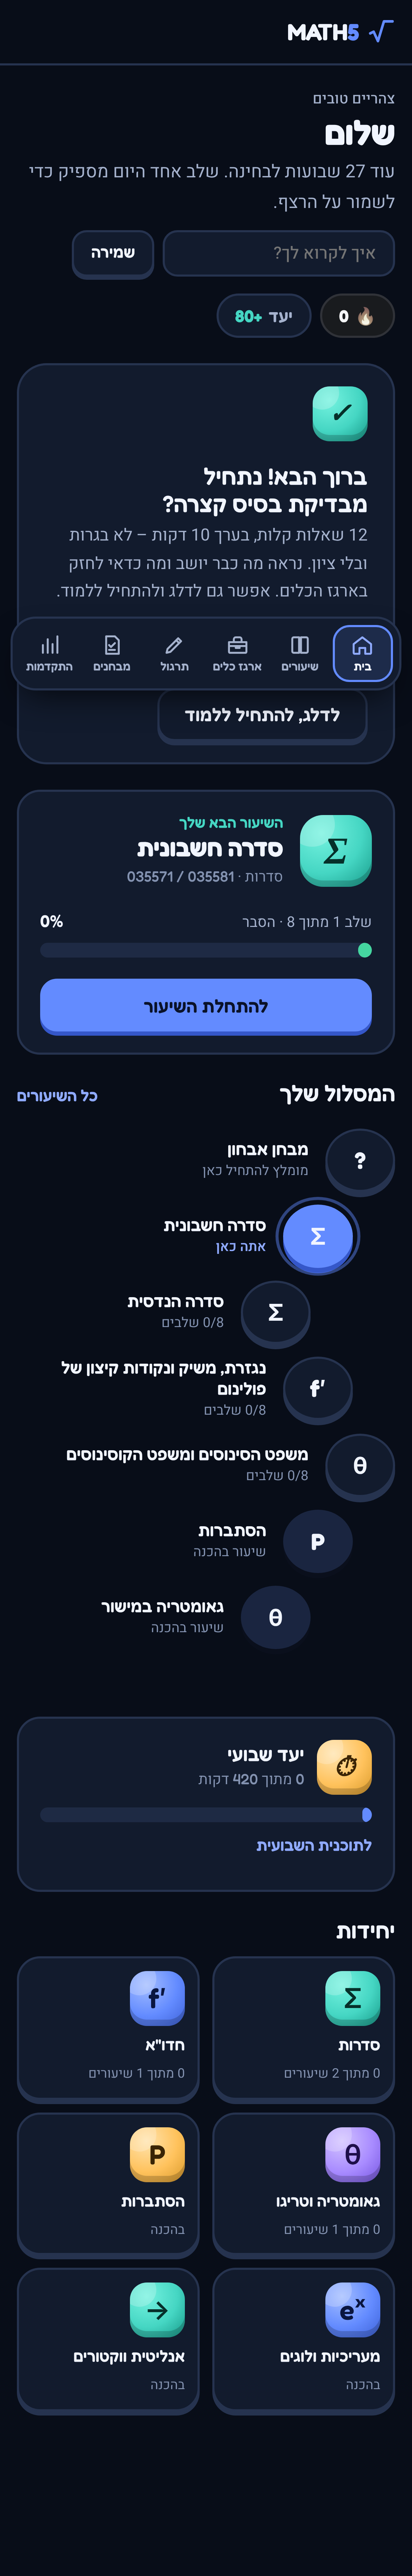 √ MATH5
צהריים טובים
שלום
עוד 27 שבועות לבחינה. שלב אחד היום מספיק כדי
לשמור על הרצף.
איך לקרוא לך?
שמירה
🔥 0
יעד 80+
✓
ברוך הבא! נתחיל
מבדיקת בסיס קצרה?
12 שאלות קלות, בערך 10 דקות – לא בגרות
ובלי ציון. נראה מה כבר יושב ומה כדאי לחזק
בארגז הכלים. אפשר גם לדלג ולהתחיל ללמוד.
בית
שיעורים
ארגז כלים
תרגול
מבחנים
התקדמות
לדלג, להתחיל ללמוד
Σ
השיעור הבא שלך
סדרה חשבונית
סדרות · 035581 / 035571
שלב 1 מתוך 8 · הסבר
0%
להתחלת השיעור
המסלול שלך
כל השיעורים
?
מבחן אבחון
מומלץ להתחיל כאן
Σ
סדרה חשבונית
אתה כאן
Σ
סדרה הנדסית
0/8 שלבים
f′
נגזרת, משיק ונקודות קיצון של
פולינום
0/8 שלבים
θ
משפט הסינוסים ומשפט הקוסינוסים
0/8 שלבים
P
הסתברות
שיעור בהכנה
θ
גאומטריה במישור
שיעור בהכנה
יעד שבועי
0 מתוך 420 דקות
לתוכנית השבועית
יחידות
Σ
סדרות
0 מתוך 2 שיעורים
f′
חדו"א
0 מתוך 1 שיעורים
θ
גאומטריה וטריגו
0 מתוך 1 שיעורים
P
הסתברות
בהכנה
eˣ
מעריכיות ולוגים
בהכנה
→
אנליטית ווקטורים
בהכנה